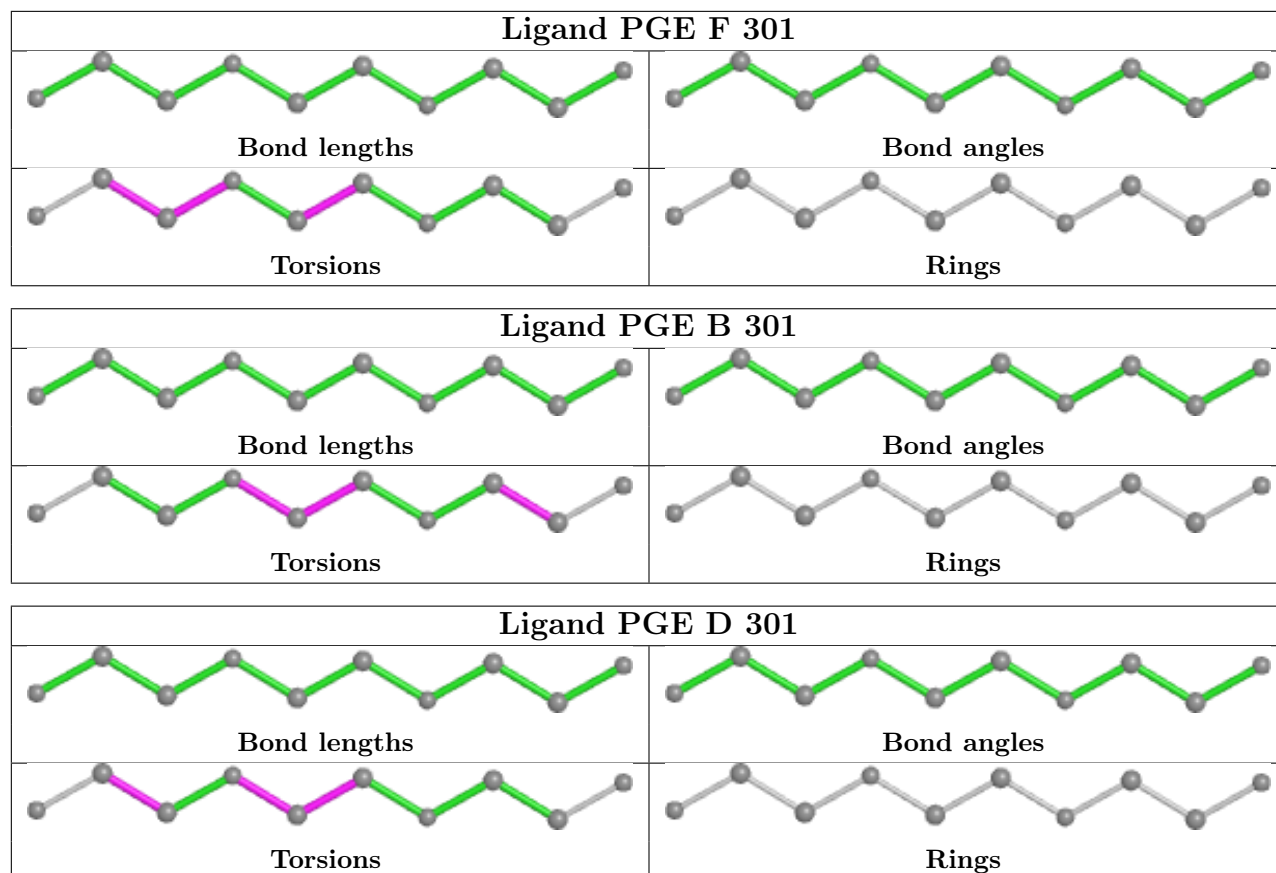 Ligand PGE F 301
Bond lengths
Bond angles
Torsions
Rings
Ligand PGE B 301
Bond lengths
Bond angles
Torsions
Rings
Ligand PGE D 301
Bond lengths
Bond angles
Torsions
Rings